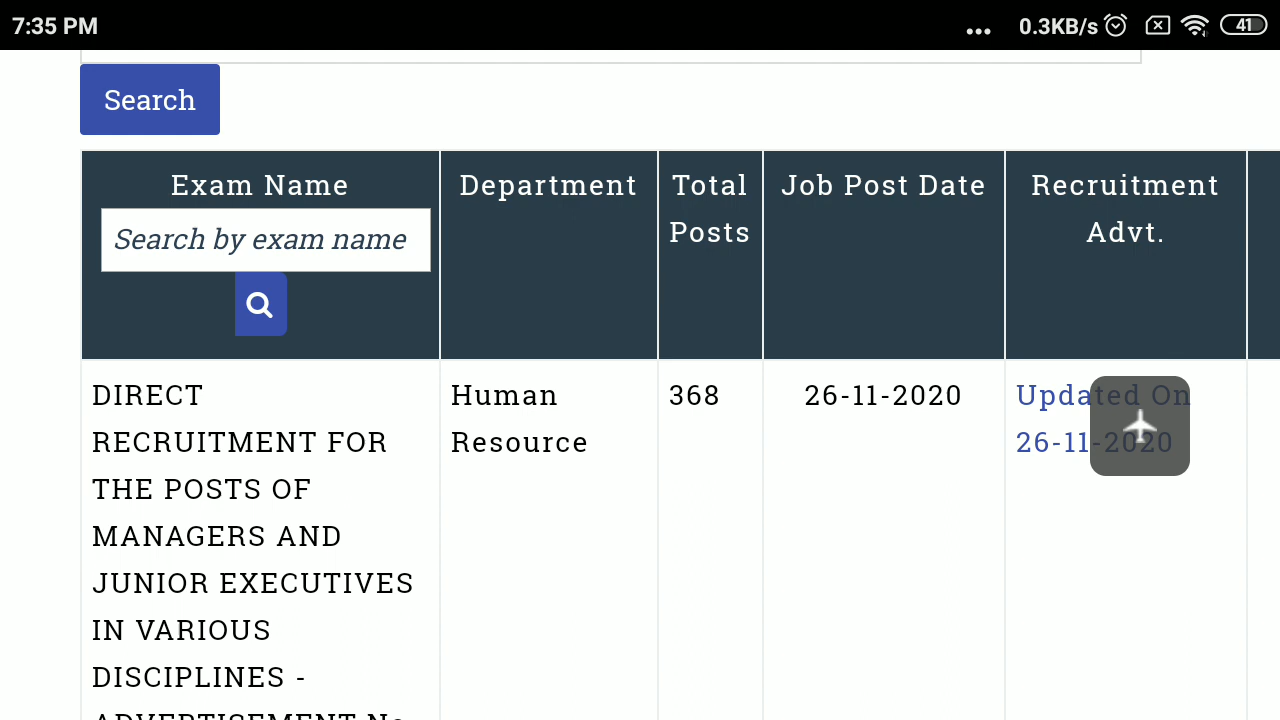 7:35 PM
... 0.3KB/s 41
Search
Exam Name
Search by exam name
Department
Total
Posts
Job Post Date
Recruitment
Advt.
DIRECT
RECRUITMENT FOR
THE POSTS OF
MANAGERS AND
JUNIOR EXECUTIVES
IN VARIOUS
DISCIPLINES -
ADVERTISEMENT No
Human
Resource
368
26-11-2020
Updated On
26-11-2020